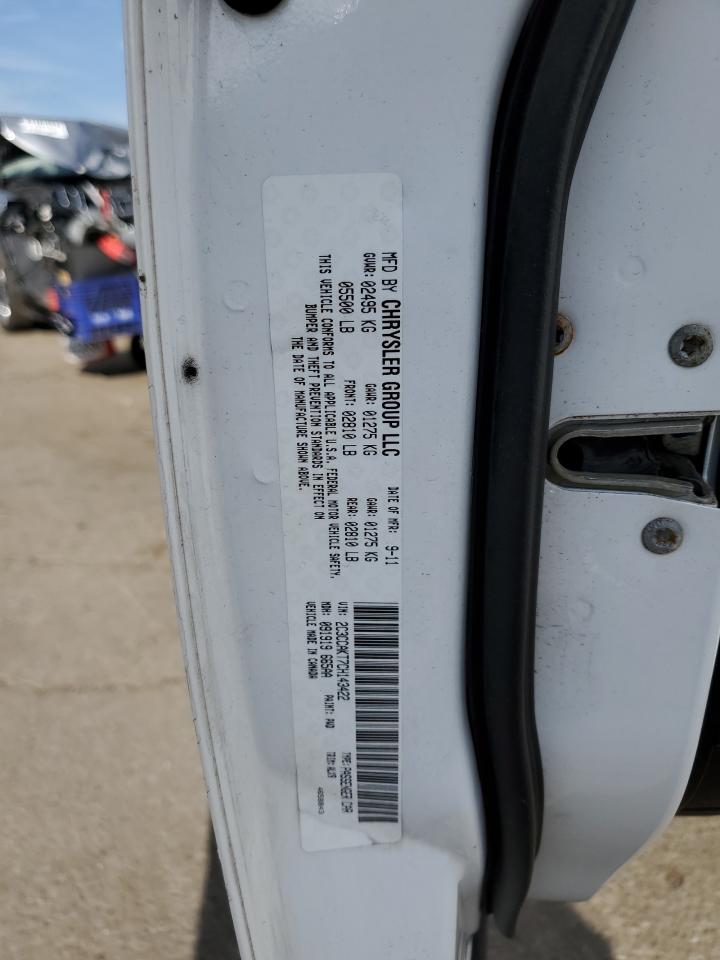 MFD BY CHRYSLER GROUP LLC
DATE OF MFR: 9-11
GVWR: 02495 KG GAWR: 01275 KG GAWR: 01275 KG
05500 LB FRONT: 02810 LB REAR: 02810 LB
THIS VEHICLE CONFORMS TO ALL APPLICABLE U.S.A. FEDERAL MOTOR VEHICLE SAFETY,
BUMPER AND THEFT PREVENTION STANDARDS IN EFFECT ON
THE DATE OF MANUFACTURE SHOWN ABOVE.
VIN: 2C3CCAKT7CH143422 TYPE: PASSENGER CAR
MDH: 091919 665AA PAINT: TRIM:
VEHICLE MADE IN CANADA